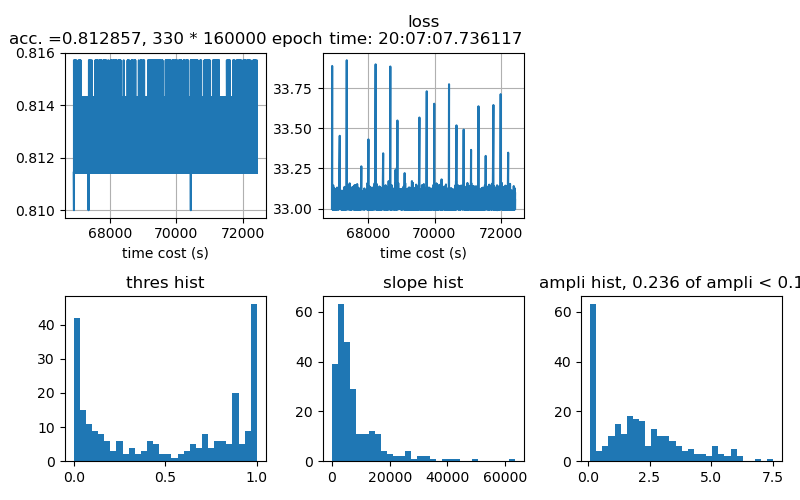 loss
acc. =0.812857, 330 * 160000 epoch time: 20:07:07.736117
0.816
0.814
0.812
0.810
68000 70000 72000
time cost (s)
33.75
33.50
33.25
33.00
68000 70000 72000
time cost (s)
thres hist
40
30
20
10
0
0.0 0.5 1.0
slope hist
60
40
20
0
0 20000 40000 60000
ampli hist, 0.236 of ampli < 0.1
60
40
20
0
0.0 2.5 5.0 7.5